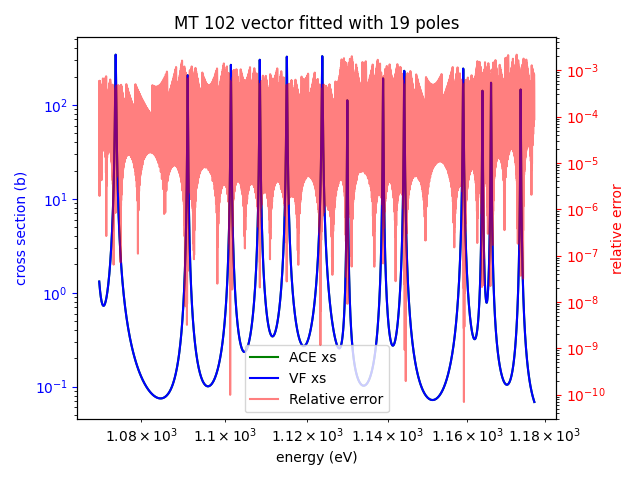 MT 102 vector fitted with 19 poles
cross section (b)
10²
10¹
10⁰
10⁻¹
10⁻³
10⁻⁴
10⁻⁵
10⁻⁶
10⁻⁷
10⁻⁸
10⁻⁹
10⁻¹⁰
relative error
ACE xs
VF xs
Relative error
1.08 × 10³ 1.1 × 10³ 1.12 × 10³ 1.14 × 10³ 1.16 × 10³ 1.18 × 10³
energy (eV)